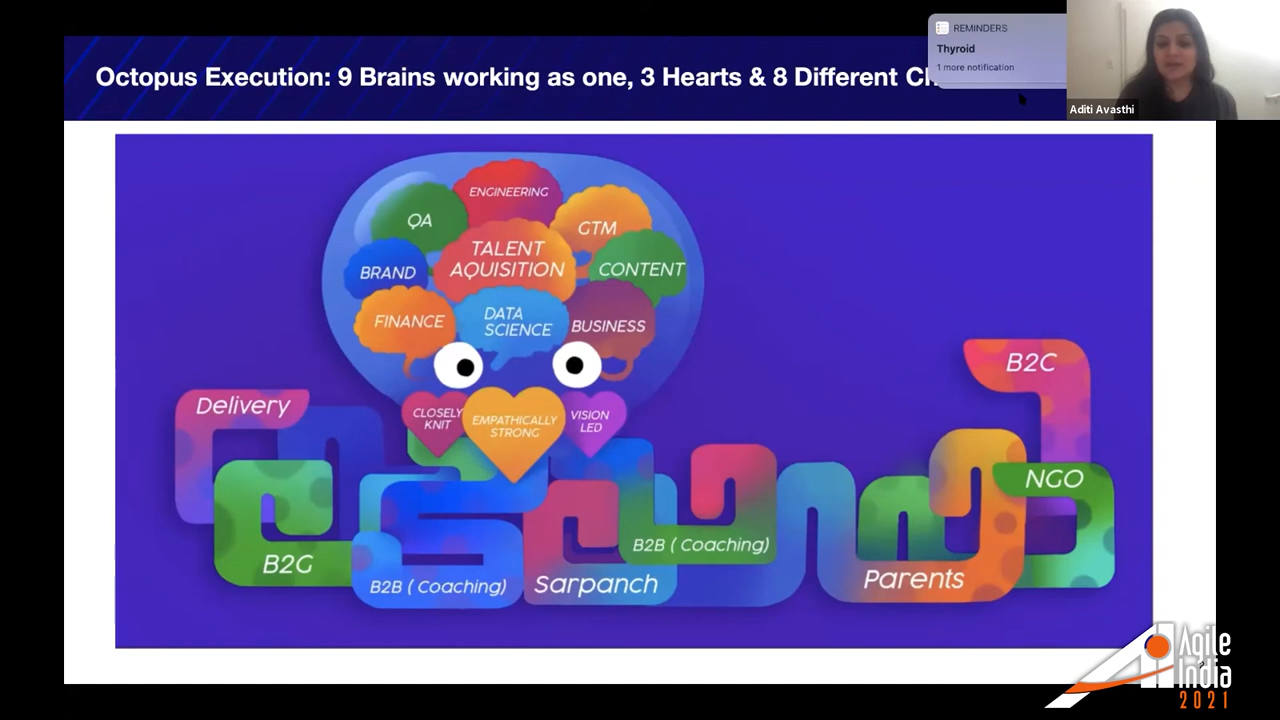 Octopus Execution: 9 Brains working as one, 3 Hearts & 8 Different
REMINDERS
Thyroid
1 more notification
Aditi Avasthi
ENGINEERING
QA
GTM
TALENT
AQUISITION
BRAND
CONTENT
FINANCE
DATA
SCIENCE
BUSINESS
B2C
Delivery
CLOSELY
KNIT
EMPATHICALLY
STRONG
VISION
LED
NGO
B2G
B2B ( Coaching)
Sarpanch
B2B ( Coaching)
Parents
Agile
India
2021